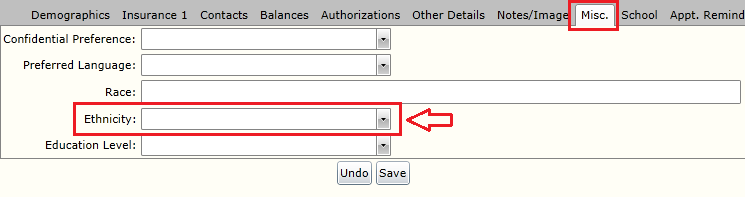 Demographics Insurance 1 Contacts Balances Authorizations Other Details Notes/Image Misc. School Appt. Remind
Confidential Preference:
Preferred Language:
Race:
Ethnicity:
Education Level:
Undo Save